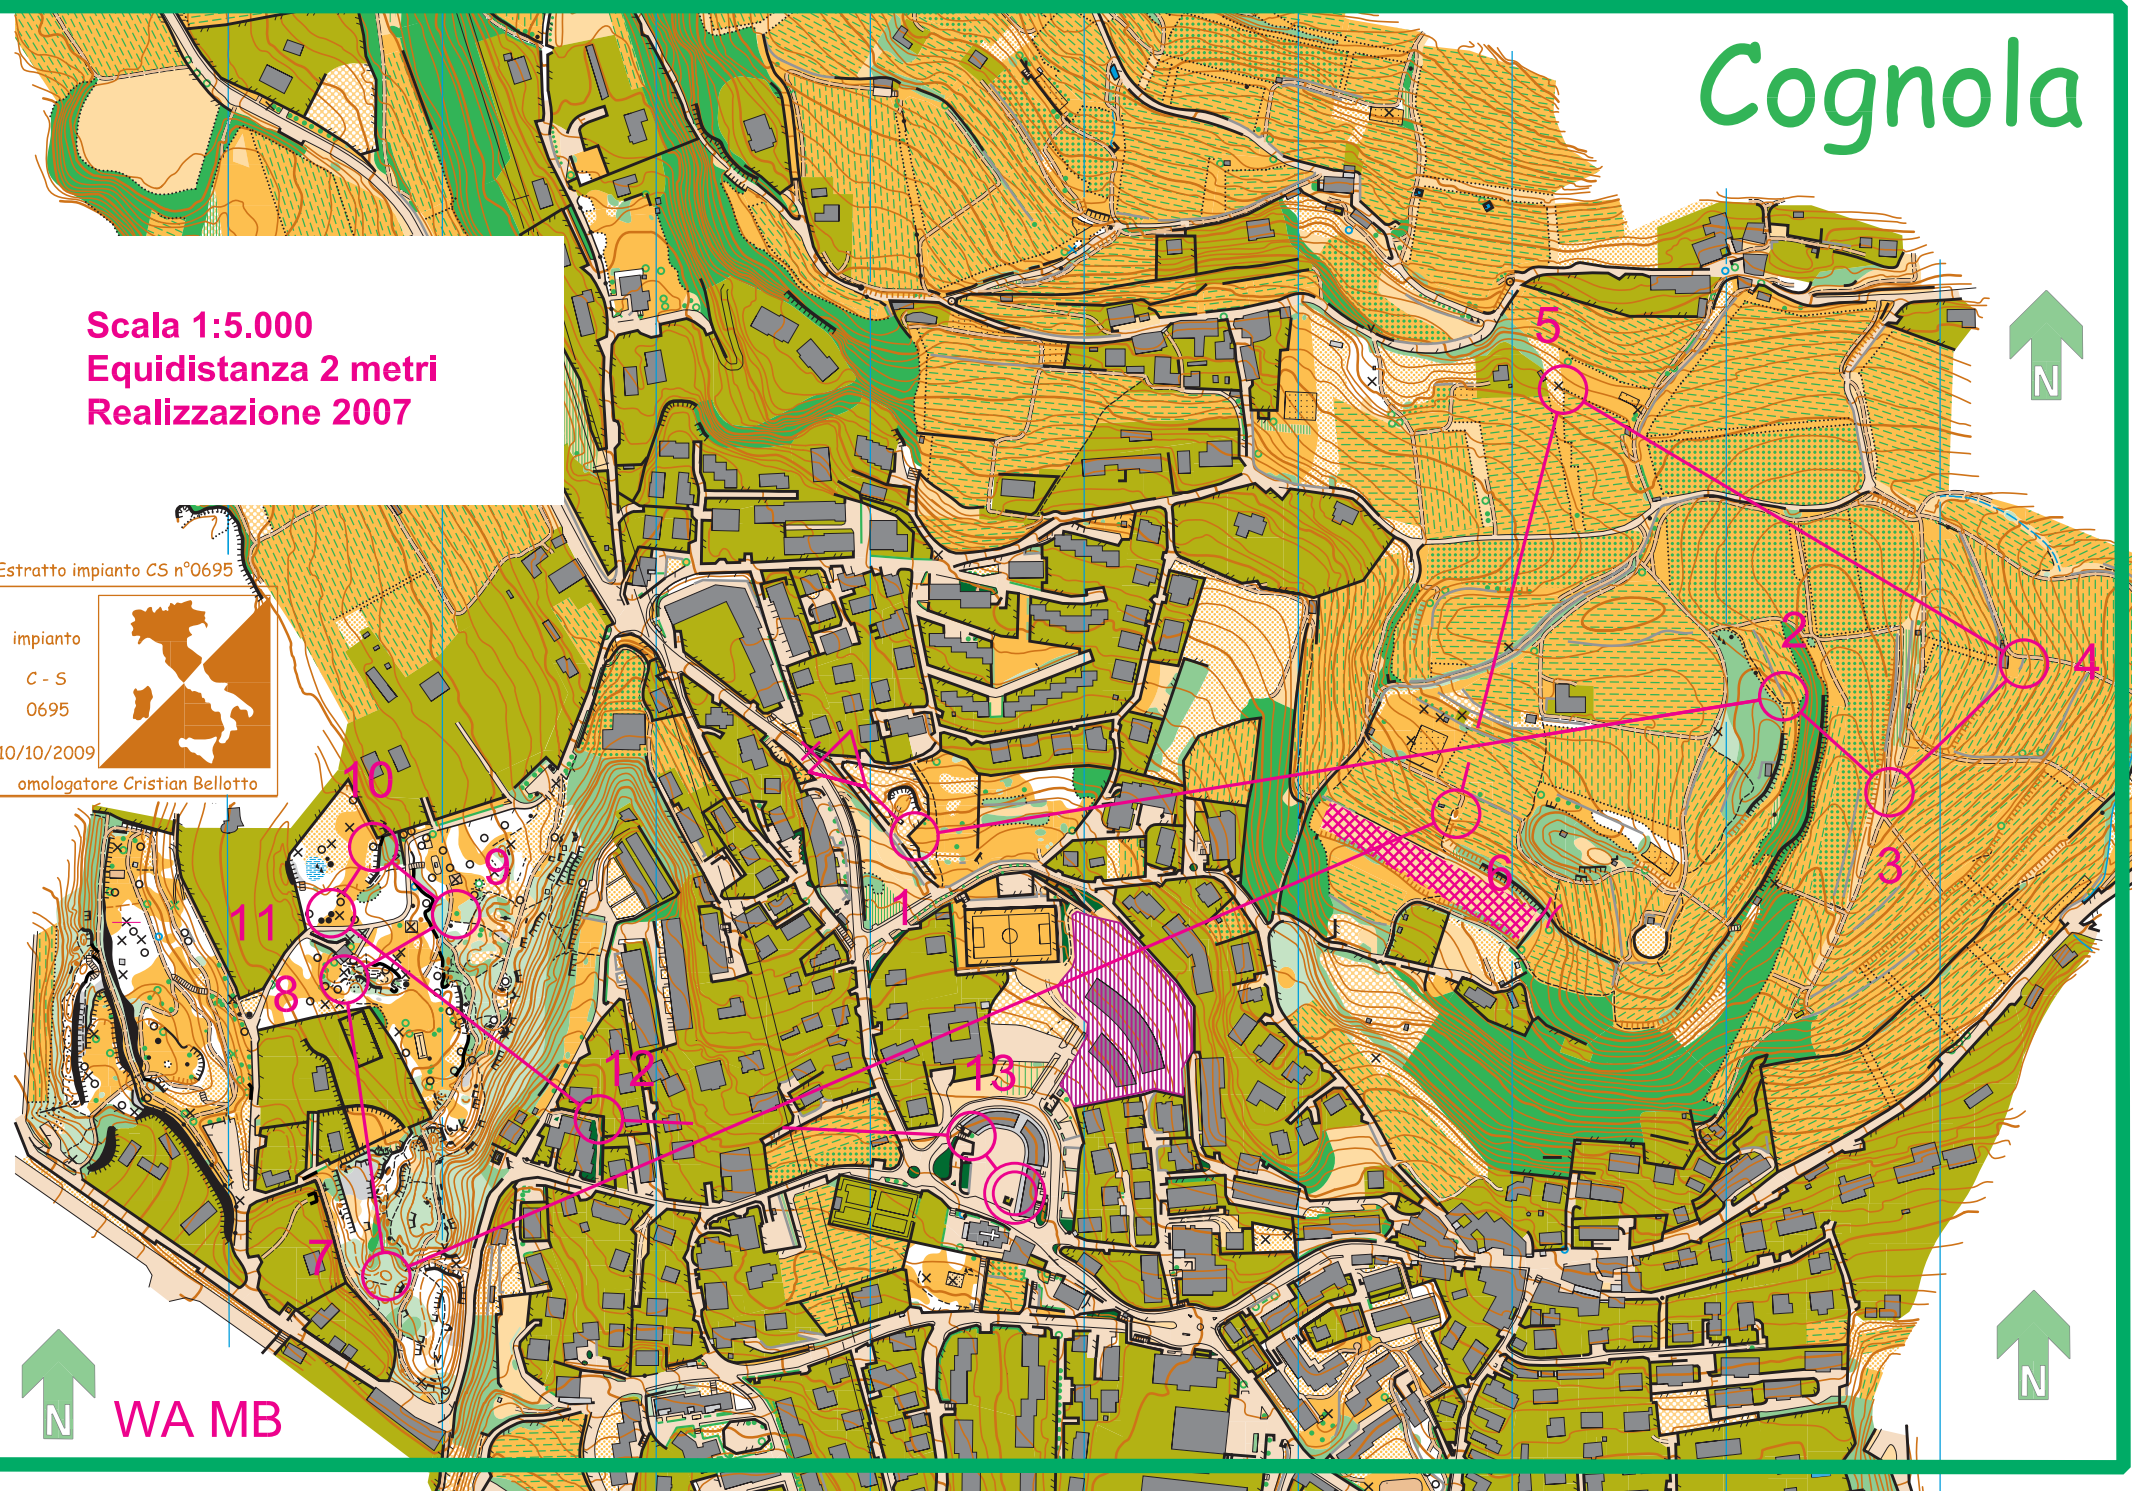 Cognola
Scala 1:5.000
Equidistanza 2 metri
Realizzazione 2007
N
Estratto impianto CS n°0695
impianto
C - S
0695
10/10/2009
omologatore Cristian Bellotto
5
2
4
3
6
1
10
9
11
8
12
13
7
WA MB
N
N